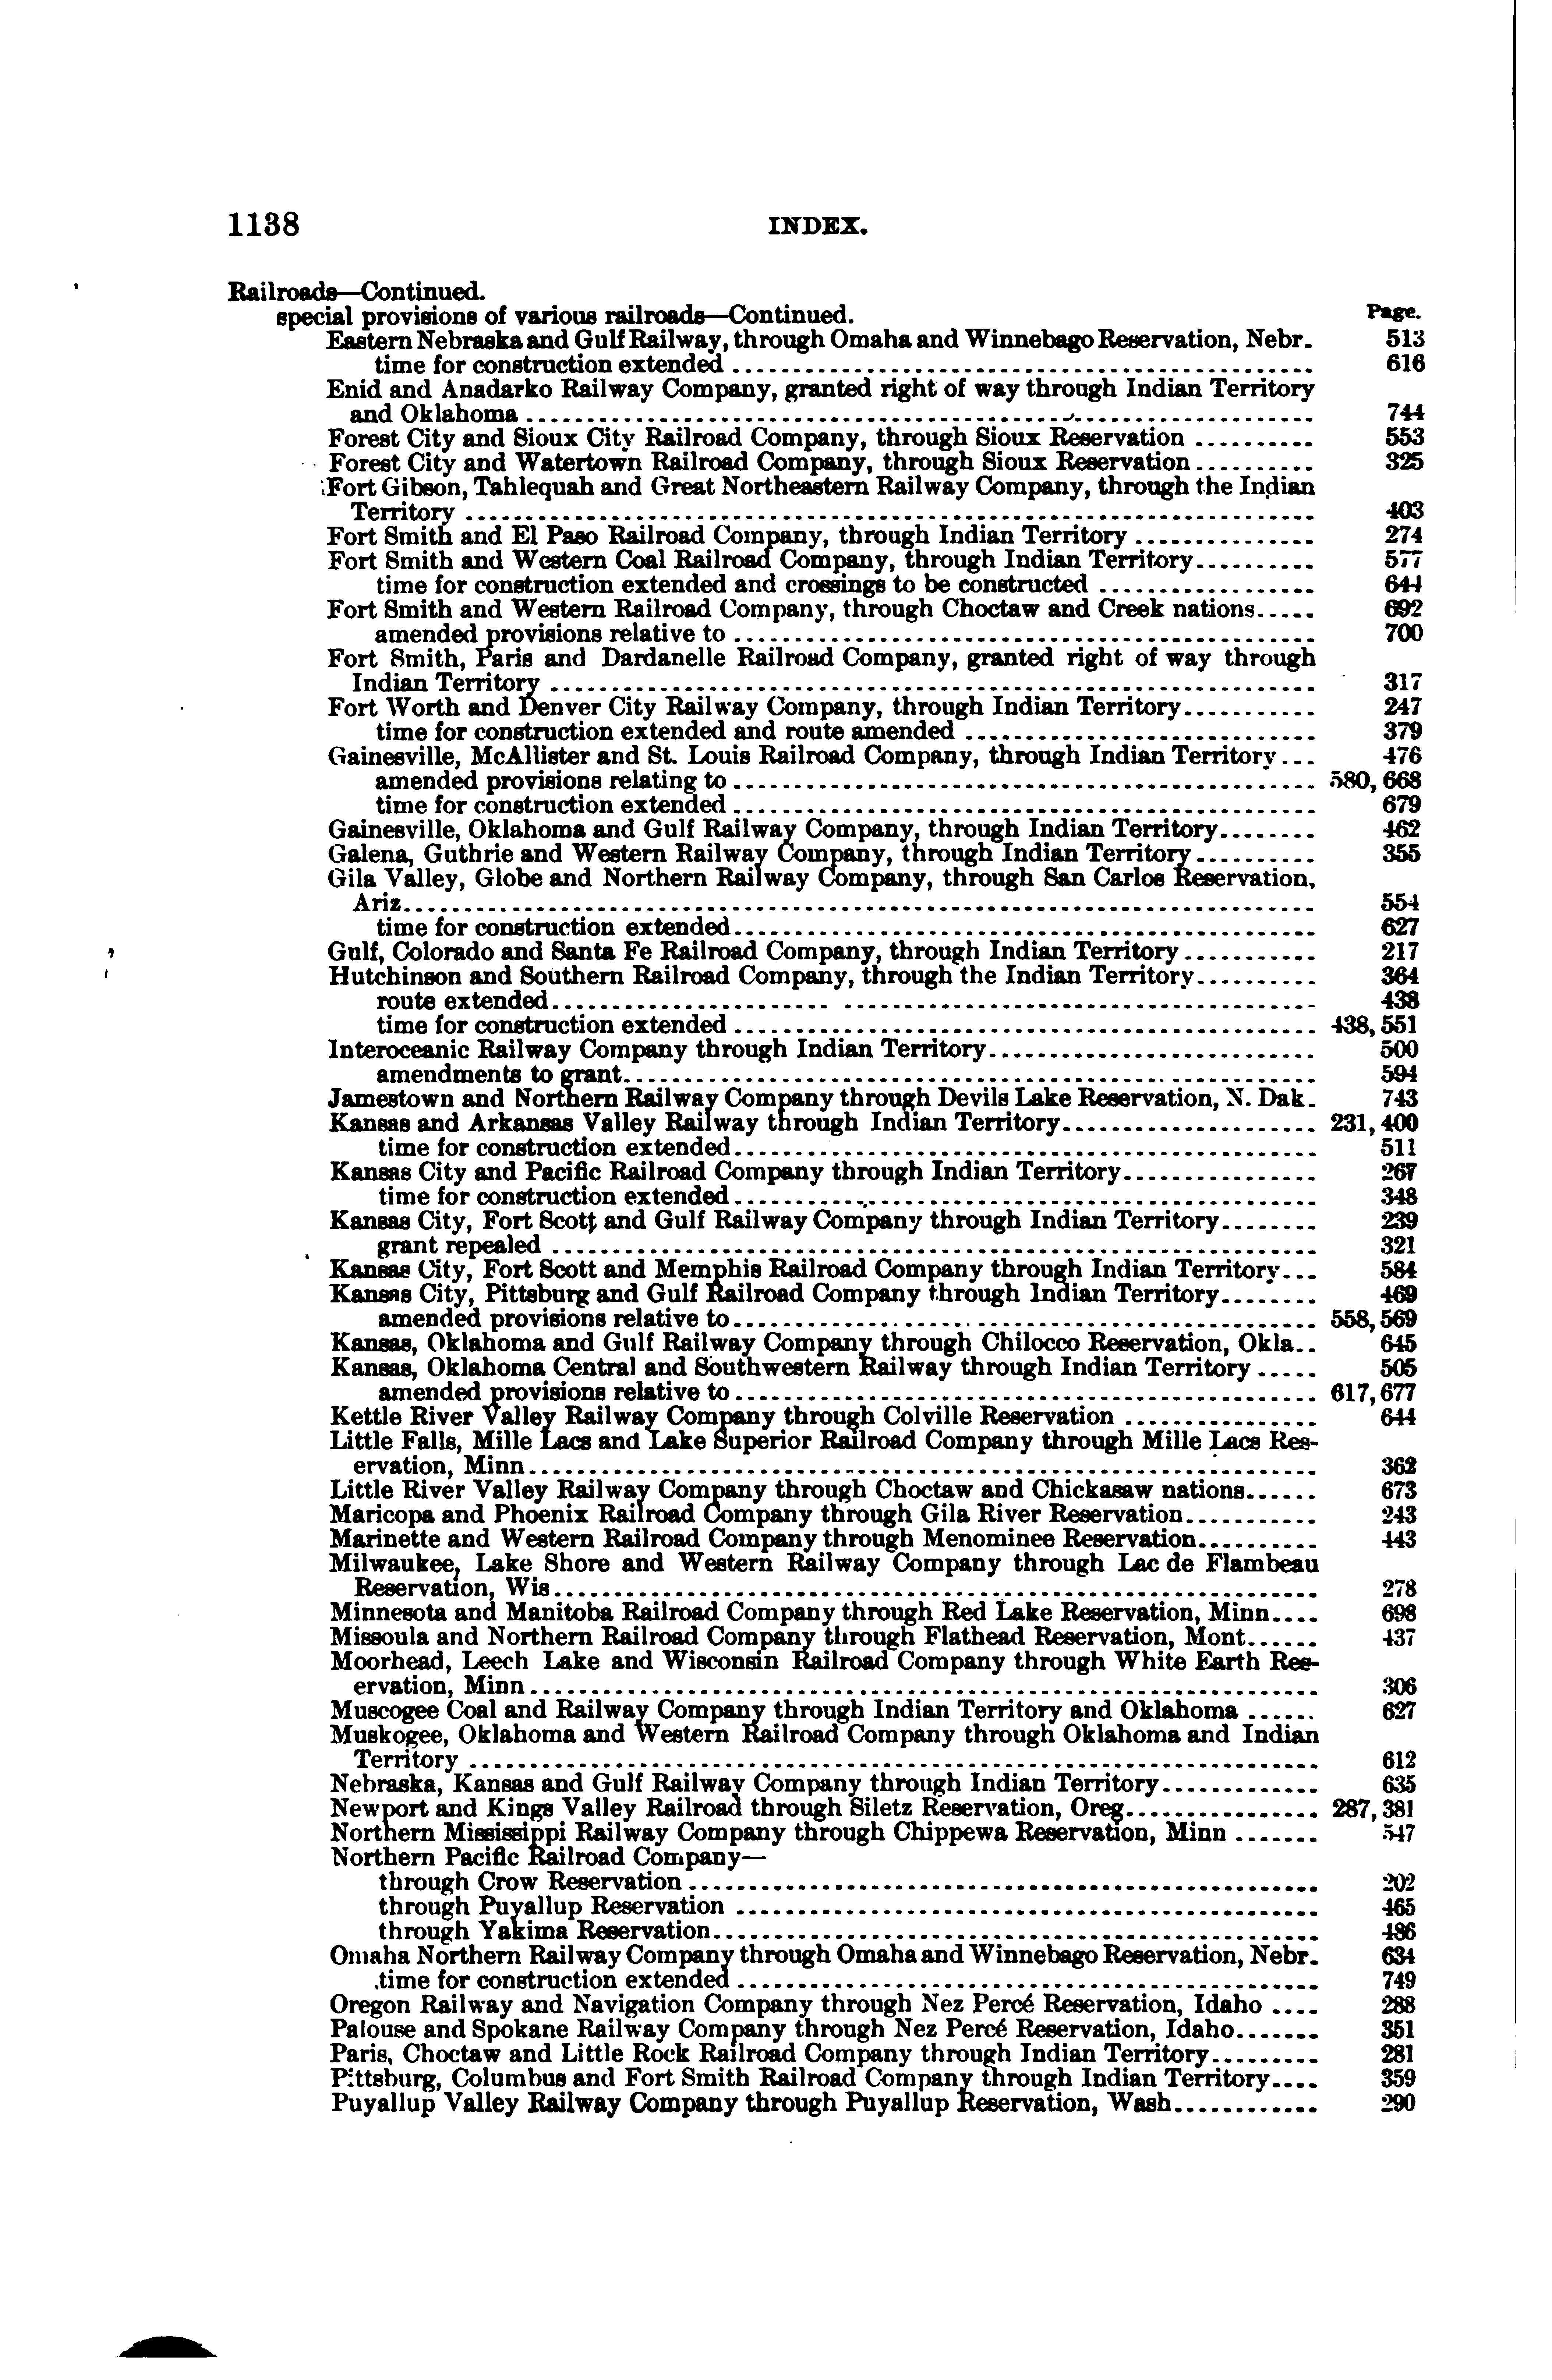 1138 INDEX.
Railroads—Continued.
special provisions of various railroads—Continued. Page.
Eastern Nebraska and Gulf Railway, through Omaha and Winnebago Reservation, Nebr. 513
time for construction extended 616
Enid and Anadarko Railway Company, granted right of way through Indian Territory
and Oklahoma 744
Forest City and Sioux City Railroad Company, through Sioux Reservation 553
Forest City and Watertown Railroad Company, through Sioux Reservation 325
Fort Gibson, Tahlequah and Great Northeastern Railway Company, through the Indian
Territory 403
Fort Smith and El Paso Railroad Company, through Indian Territory 274
Fort Smith and Western Coal Railroad Company, through Indian Territory 577
time for construction extended and crossings to be constructed 644
Fort Smith and Western Railroad Company, through Choctaw and Creek nations 692
amended provisions relative to 700
Fort Smith, Paris and Dardanelle Railroad Company, granted right of way through
Indian Territory 317
Fort Worth and Denver City Railway Company, through Indian Territory 247
time for construction extended and route amended 379
Gainesville, McAllister and St. Louis Railroad Company, through Indian Territory 476
amended provisions relating to 580, 668
time for construction extended 679
Gainesville, Oklahoma and Gulf Railway Company, through Indian Territory 462
Galena, Guthrie and Western Railway Company, through Indian Territory 355
Gila Valley, Globe and Northern Railway Company, through San Carlos Reservation,
Ariz 554
time for construction extended 627
Gulf, Colorado and Santa Fe Railroad Company, through Indian Territory 217
Hutchinson and Southern Railroad Company, through the Indian Territory 364
route extended 438
time for construction extended 438, 551
Interoceanic Railway Company through Indian Territory 500
amendments to grant 594
Jamestown and Northern Railway Company through Devils Lake Reservation, N. Dak. 743
Kansas and Arkansas Valley Railway through Indian Territory 231, 400
time for construction extended 511
Kansas City and Pacific Railroad Company through Indian Territory 267
time for construction extended 348
Kansas City, Fort Scott and Gulf Railway Company through Indian Territory 239
grant repealed 321
Kansas City, Fort Scott and Memphis Railroad Company through Indian Territory 584
Kansas City, Pittsburg and Gulf Railroad Company through Indian Territory 469
amended provisions relative to 558, 569
Kansas, Oklahoma and Gulf Railway Company through Chilocco Reservation, Okla 645
Kansas, Oklahoma Central and Southwestern Railway through Indian Territory 505
amended provisions relative to 617, 677
Kettle River Valley Railway Company through Colville Reservation 644
Little Falls, Mille Lacs and Lake Superior Railroad Company through Mille Lacs Res-
ervation, Minn 362
Little River Valley Railway Company through Choctaw and Chickasaw nations 673
Maricopa and Phoenix Railroad Company through Gila River Reservation 243
Marinette and Western Railroad Company through Menominee Reservation 443
Milwaukee, Lake Shore and Western Railway Company through Lac de Flambeau
Reservation, Wis 278
Minnesota and Manitoba Railroad Company through Red Lake Reservation, Minn 698
Missoula and Northern Railroad Company through Flathead Reservation, Mont 437
Moorhead, Leech Lake and Wisconsin Railroad Company through White Earth Res-
ervation, Minn 306
Muscogee Coal and Railway Company through Indian Territory and Oklahoma 627
Muskogee, Oklahoma and Western Railroad Company through Oklahoma and Indian
Territory 612
Nebraska, Kansas and Gulf Railway Company through Indian Territory 635
Newport and Kings Valley Railroad through Siletz Reservation, Oreg 287, 381
Northern Mississippi Railway Company through Chippewa Reservation, Minn 547
Northern Pacific Railroad Company—
through Crow Reservation 202
through Puyallup Reservation 465
through Yakima Reservation 486
Omaha Northern Railway Company through Omaha and Winnebago Reservation, Nebr. 634
time for construction extended 749
Oregon Railway and Navigation Company through Nez Percé Reservation, Idaho 288
Palouse and Spokane Railway Company through Nez Percé Reservation, Idaho 351
Paris, Choctaw and Little Rock Railroad Company through Indian Territory 281
Pittsburg, Columbus and Fort Smith Railroad Company through Indian Territory 359
Puyallup Valley Railway Company through Puyallup Reservation, Wash 290